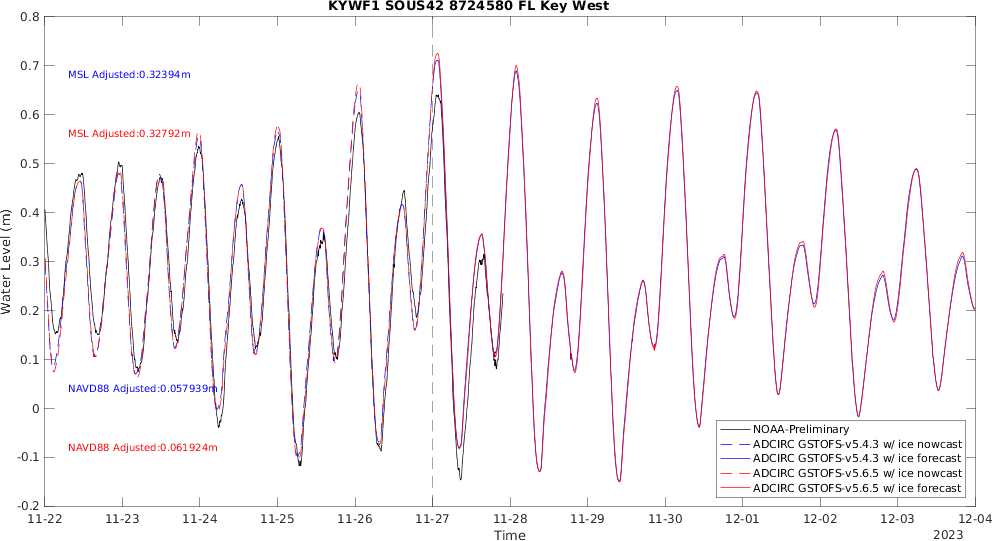 KYWF1 SOUS42 8724580 FL Key West
0.8
0.7
0.6
0.5
0.4
0.3
0.2
0.1
0
-0.1
-0.2
Water Level (m)
MSL Adjusted:0.32394m
MSL Adjusted:0.32792m
NAVD88 Adjusted:0.057939m
NAVD88 Adjusted:0.061924m
NOAA-Preliminary
ADCIRC GSTOFS-v5.4.3 w/ ice nowcast
ADCIRC GSTOFS-v5.4.3 w/ ice forecast
ADCIRC GSTOFS-v5.6.5 w/ ice nowcast
ADCIRC GSTOFS-v5.6.5 w/ ice forecast
11-22 11-23 11-24 11-25 11-26 11-27 11-28 11-29 11-30 12-01 12-02 12-03 12-04
Time
2023